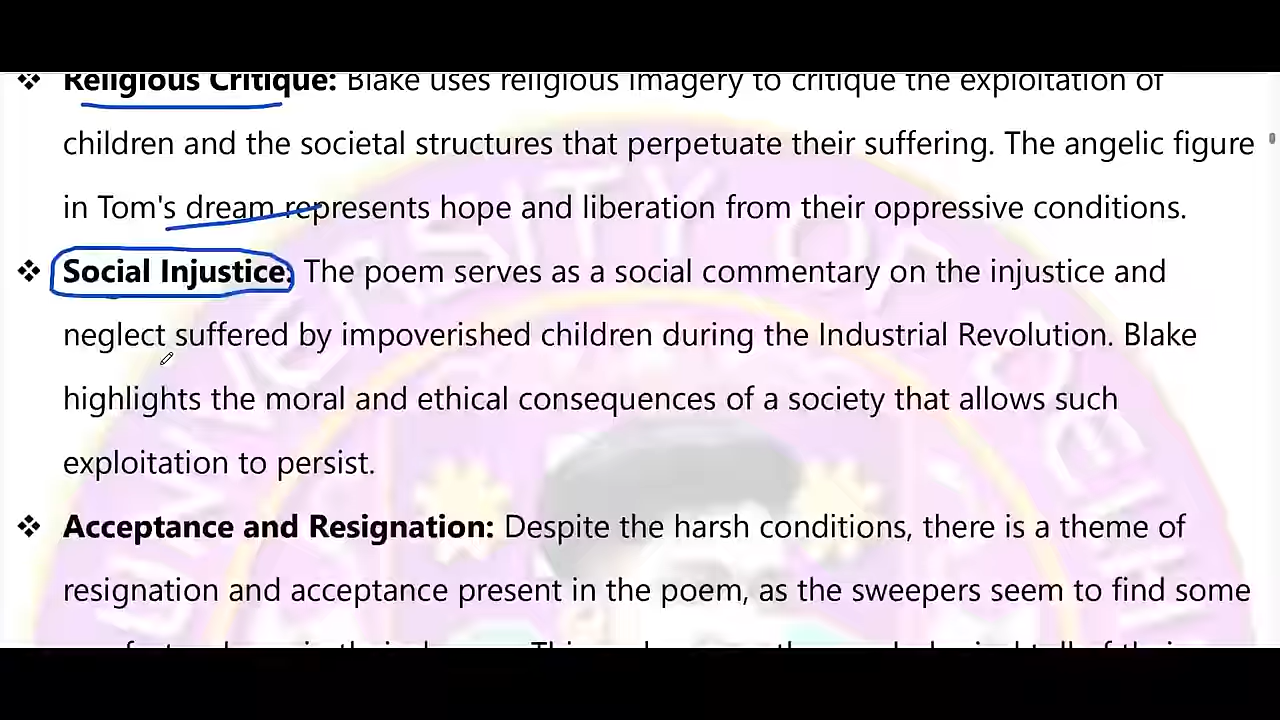 ❖ Religious Critique: Blake uses religious imagery to critique the exploitation of
children and the societal structures that perpetuate their suffering. The angelic figure
in Tom's dream represents hope and liberation from their oppressive conditions.
❖ Social Injustice: The poem serves as a social commentary on the injustice and
neglect suffered by impoverished children during the Industrial Revolution. Blake
highlights the moral and ethical consequences of a society that allows such
exploitation to persist.
❖ Acceptance and Resignation: Despite the harsh conditions, there is a theme of
resignation and acceptance present in the poem, as the sweepers seem to find some
UNIVERSITY OF DELHI